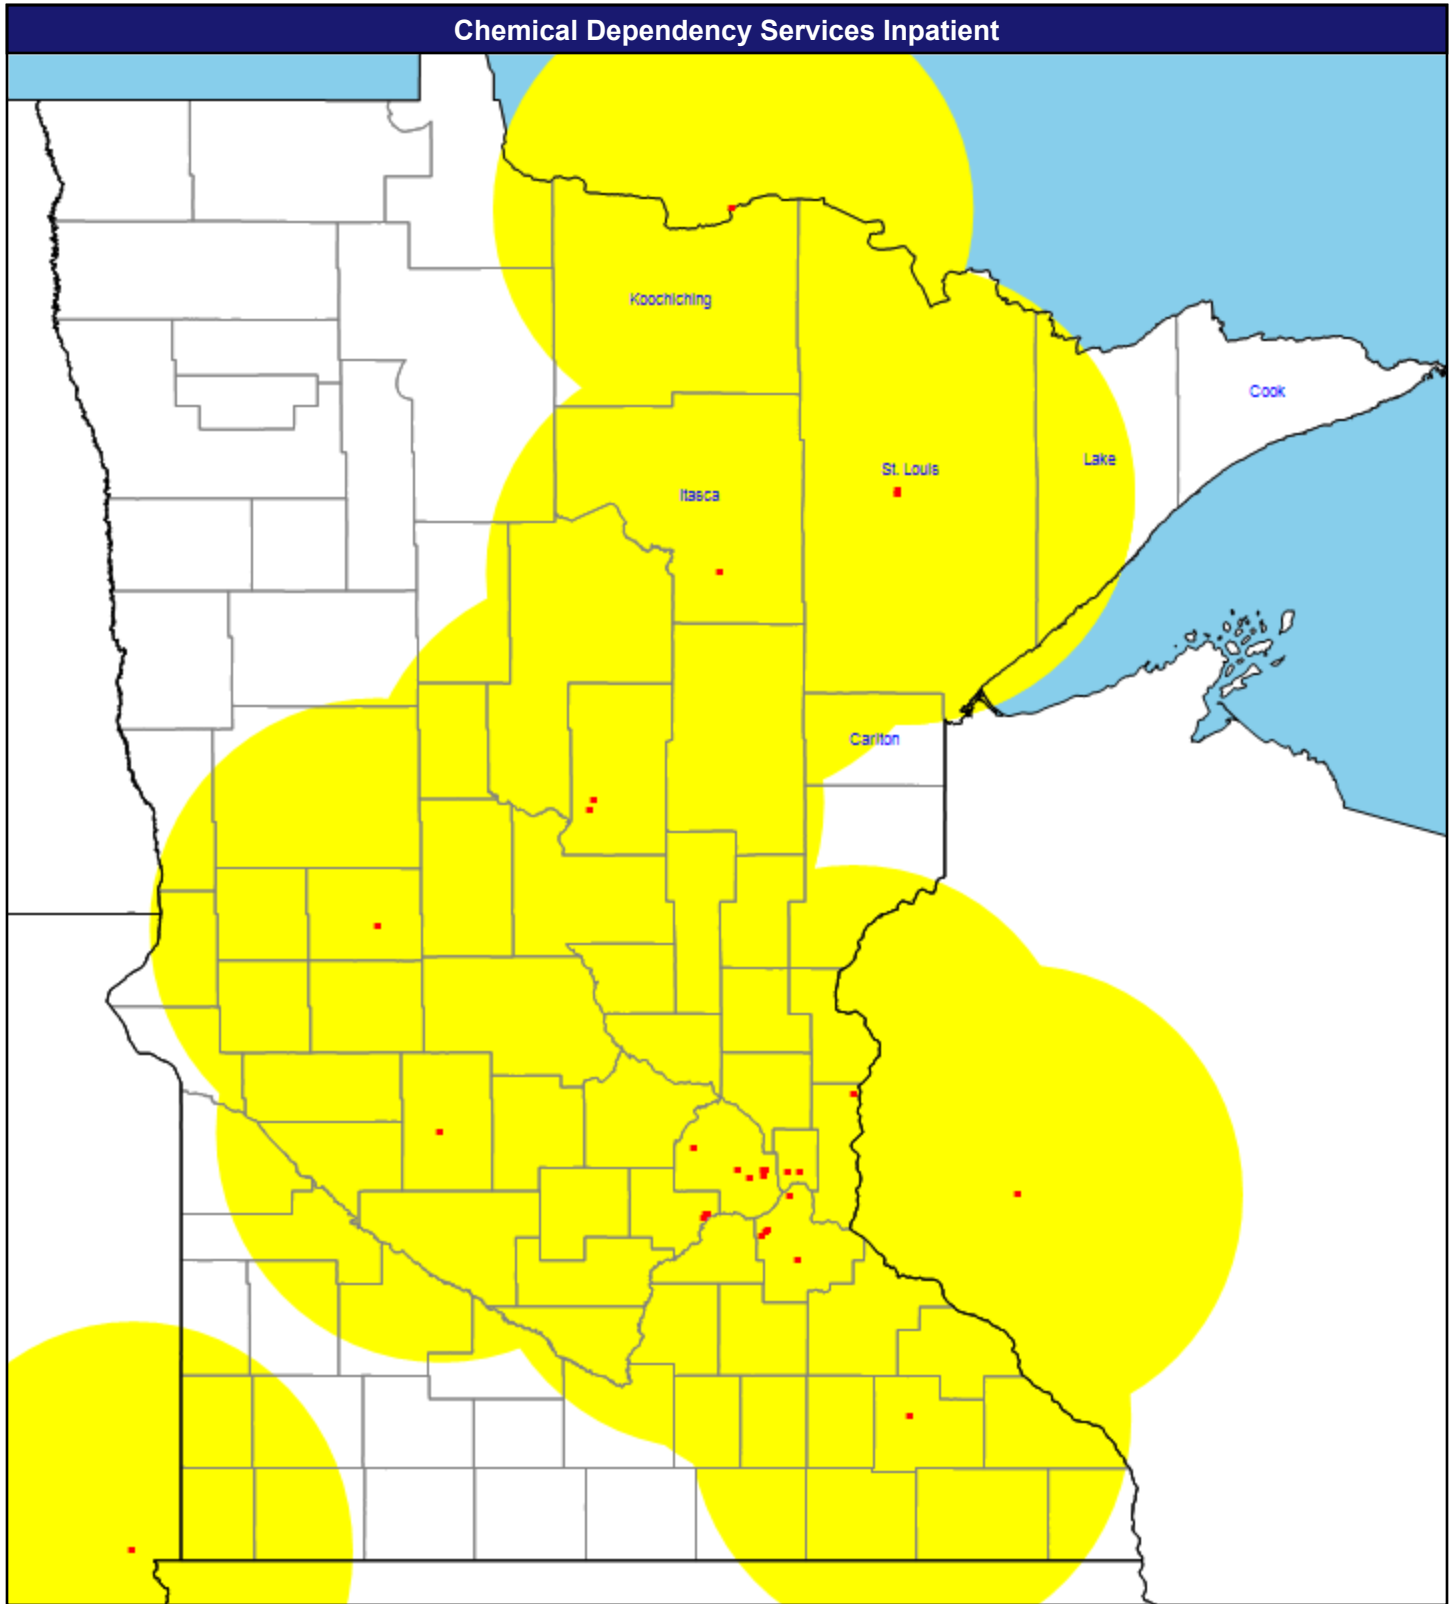 Chemical Dependency Services Inpatient
Koochiching
Cook
Lake
St. Louis
Itasca
Carlton